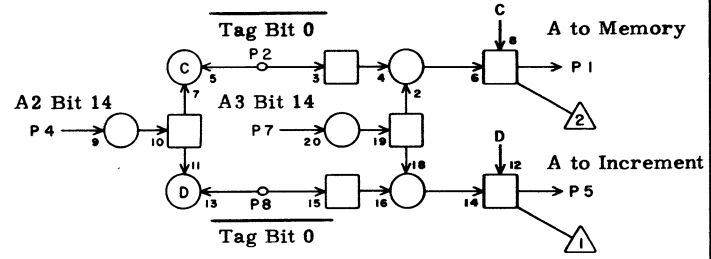 Tag Bit 0
C
A to Memory
P2
8
C
5
3
4
6
P1
7
2
A2 Bit 14
A3 Bit 14
2
P4
P7
9
10
20
19
D
11
18
12
A to Increment
D
13
P8
15
16
14
P5
Tag Bit 0
1